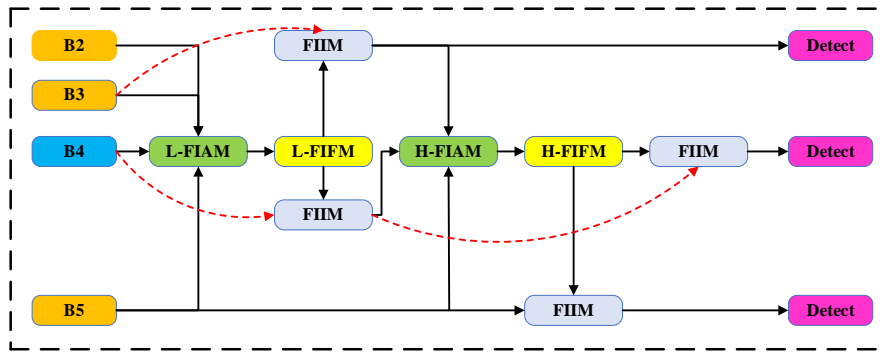 B2
FIIM
Detect
B3
B4
L-FIAM
L-FIFM
H-FIAM
H-FIFM
FIIM
Detect
FIIM
B5
FIIM
Detect